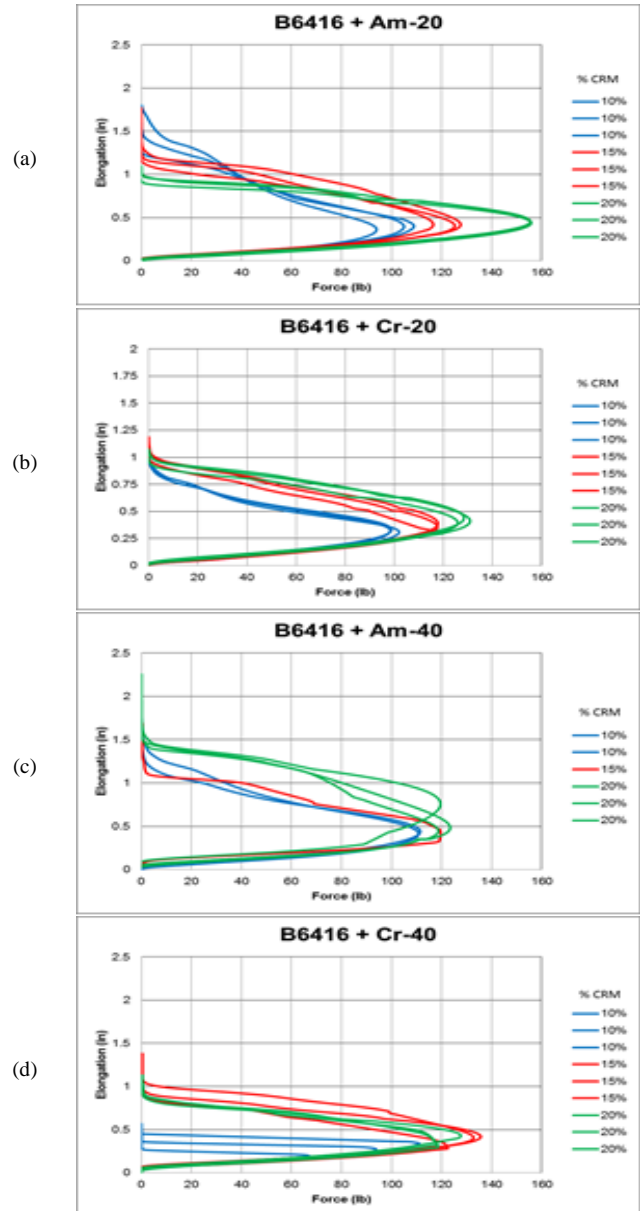 (a)
B6416 + Am-20
Elongation (in)
2.5
2
1.5
1
0.5
0
0 20 40 60 80 100 120 140 160
Force (lb)
% CRM
10%
10%
10%
15%
15%
15%
20%
20%
20%
(b)
B6416 + Cr-20
Elongation (in)
2
1.75
1.5
1.25
1
0.75
0.5
0.25
0
0 20 40 60 80 100 120 140 160
Force (lb)
% CRM
10%
10%
10%
15%
15%
15%
20%
20%
20%
(c)
B6416 + Am-40
Elongation (in)
2.5
2
1.5
1
0.5
0
0 20 40 60 80 100 120 140 160
Force (lb)
% CRM
10%
10%
15%
20%
20%
20%
(d)
B6416 + Cr-40
Elongation (in)
2.5
2
1.5
1
0.5
0
0 20 40 60 80 100 120 140 160
Force (lb)
% CRM
10%
10%
10%
15%
15%
15%
20%
20%
20%